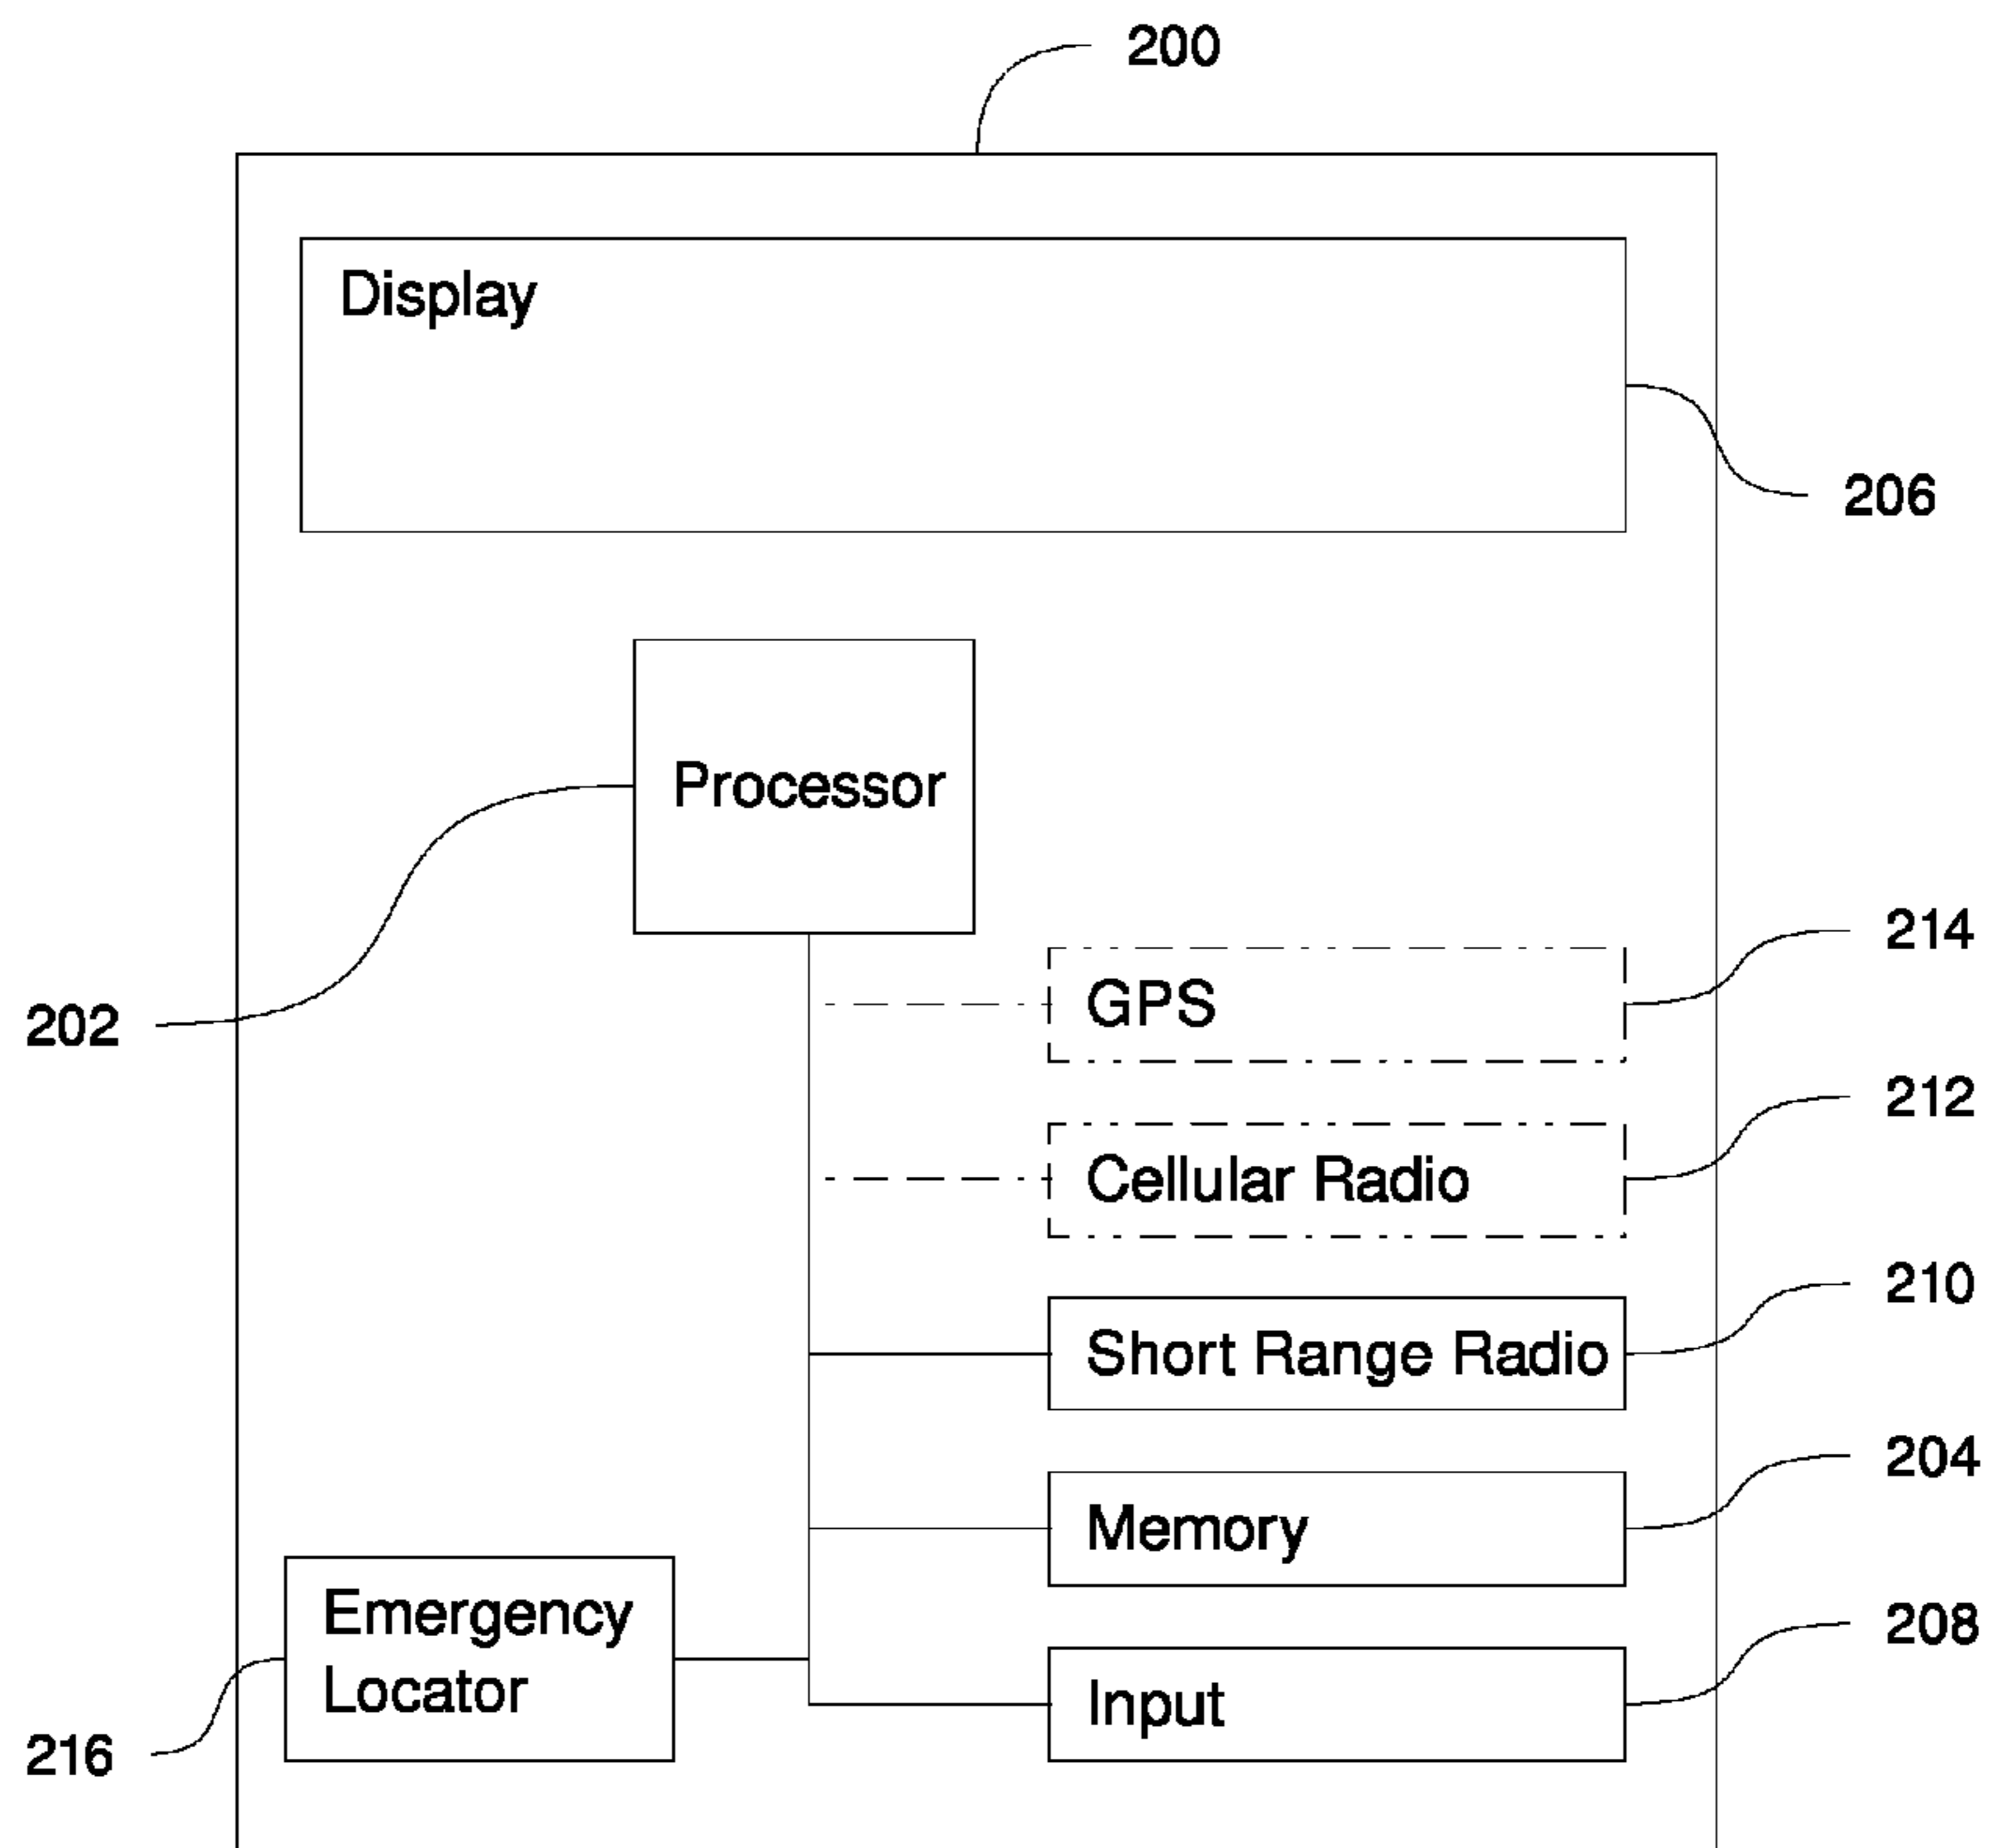 200
Display
206
Processor
202
214
GPS
212
Cellular Radio
210
Short Range Radio
204
Memory
208
Emergency
Locator
Input
216